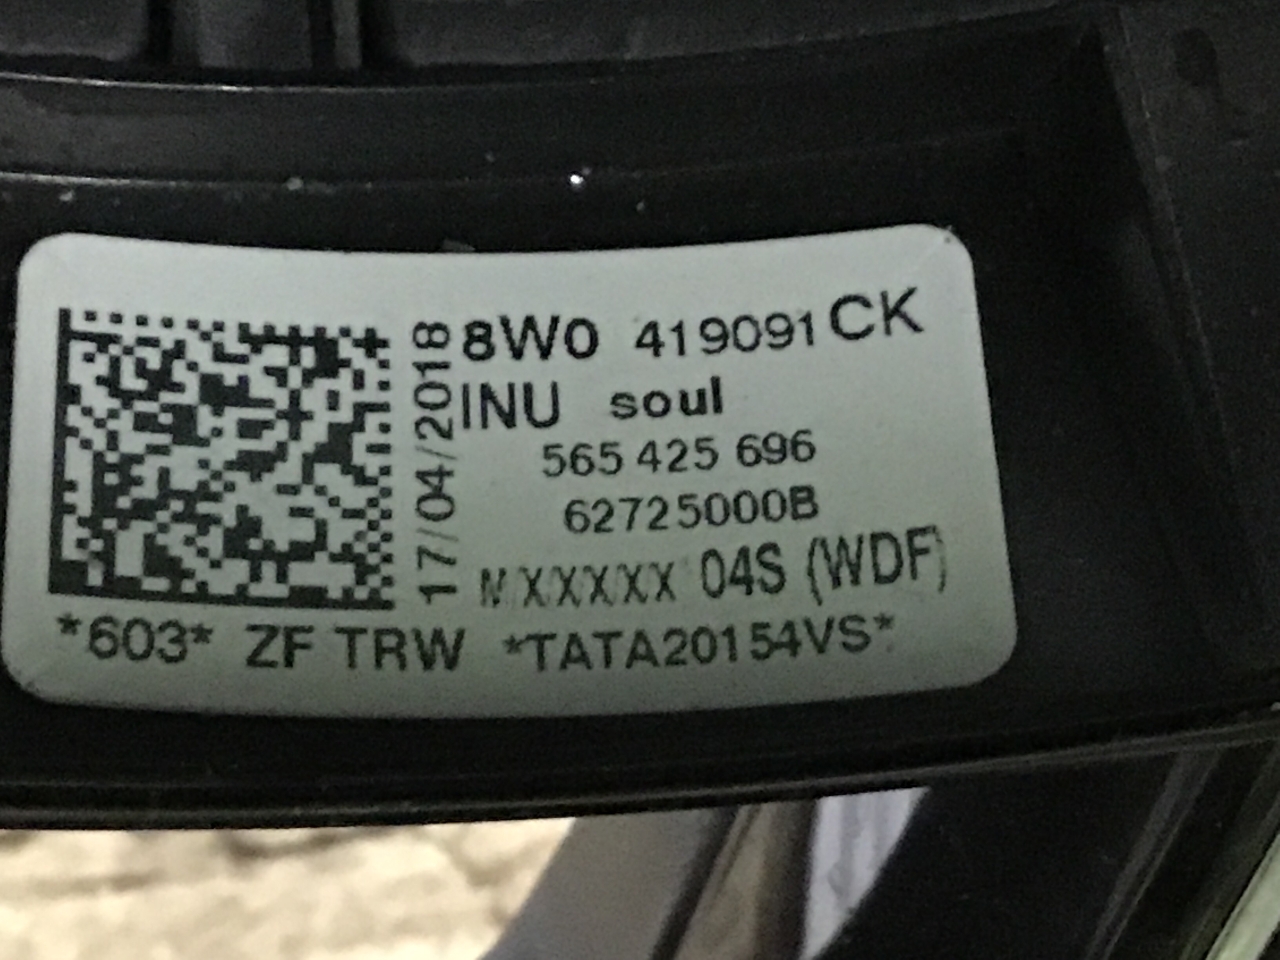 17/04/2018
8W0 419091 CK
INU soul
565 425 696
62725000B
MXXXXX 04S (WDF)
*603* ZF TRW *TATA20154VS*